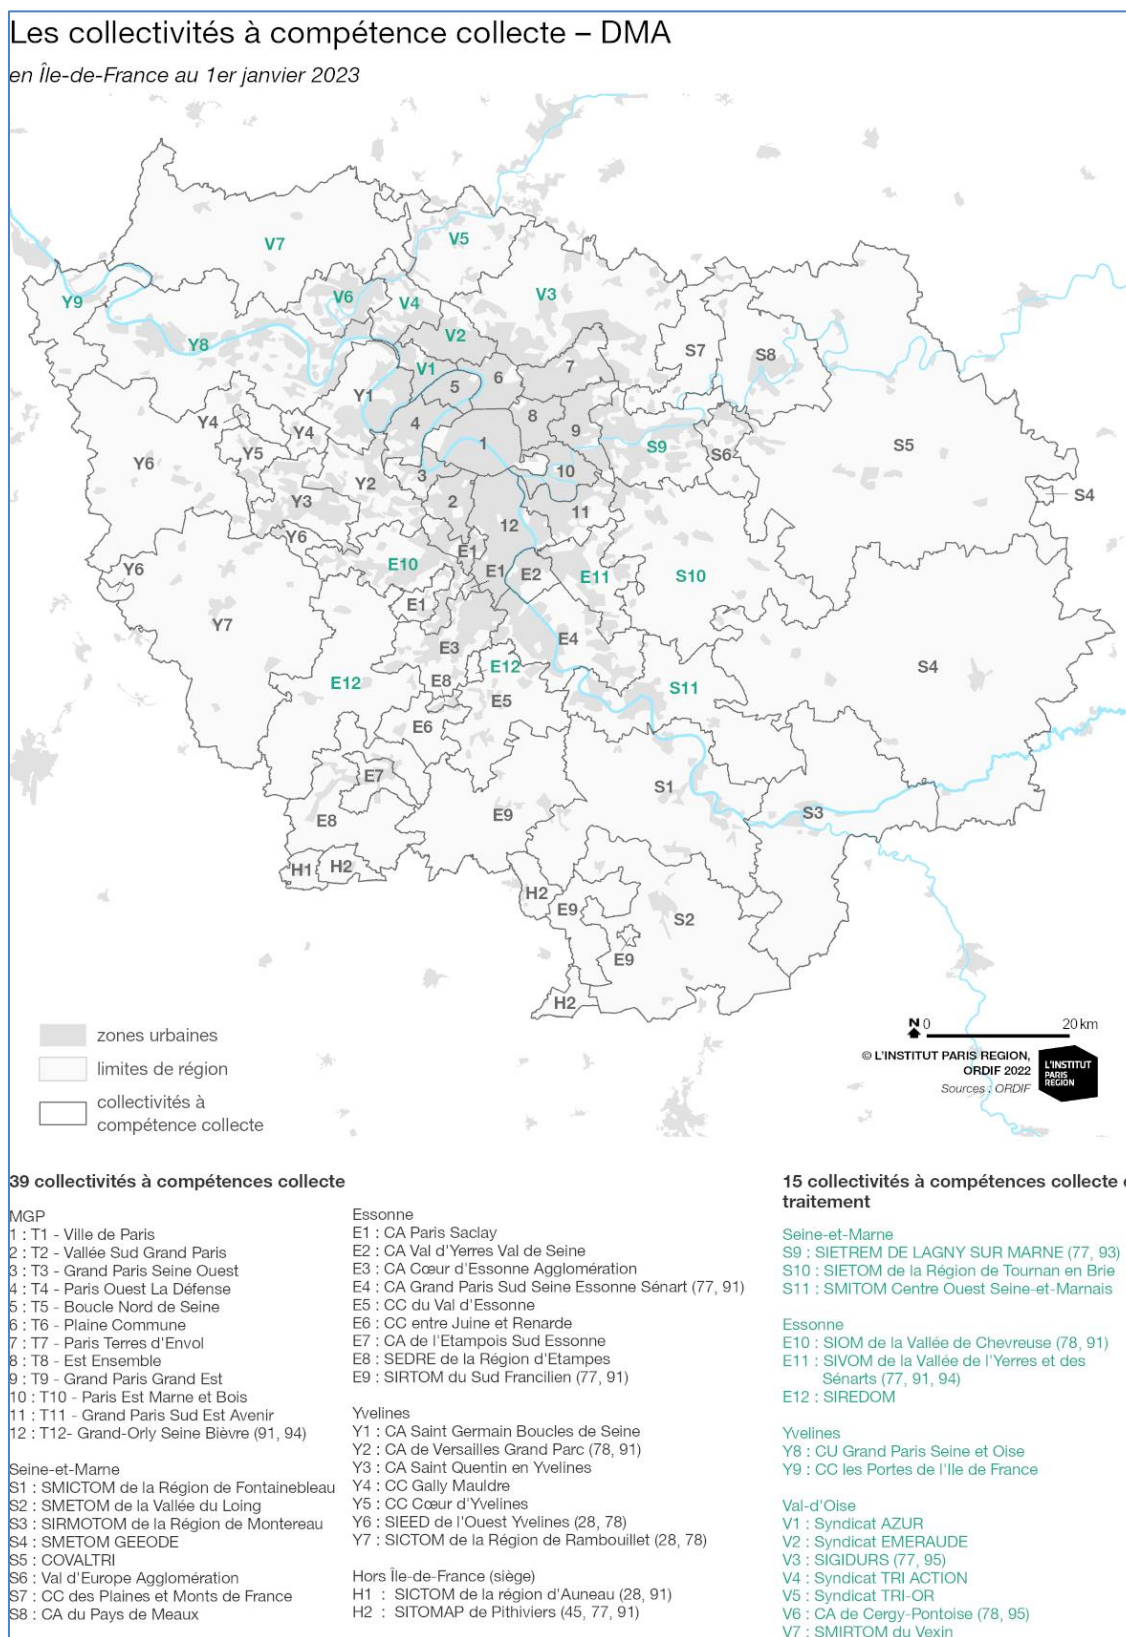 Les collectivités à compétence collecte – DMA
en Île-de-France au 1er janvier 2023
V7
V5
V6
V4
V3
Y9
Y8
V2
V1
S7
S8
Y1
5
6
7
Y4
Y4
4
8
9
1
Y5
Y6
S9
S6
S5
3
10
S4
Y2
Y3
2
11
12
Y6
E1
E10
E1
E2
E11
S10
Y6
E1
Y7
E4
E3
E12
E12
E8
S11
S4
E5
E6
E7
S1
E8
E9
S3
H1
H2
H2
E9
S2
E9
H2
zones urbaines
limites de région
collectivités à
compétence collecte
N 0 20 km
© L'INSTITUT PARIS REGION,
ORDIF 2022
Sources : ORDIF
L'INSTITUT
PARIS
REGION
39 collectivités à compétences collecte
MGP
1 : T1 - Ville de Paris
2 : T2 - Vallée Sud Grand Paris
3 : T3 - Grand Paris Seine Ouest
4 : T4 - Paris Ouest La Défense
5 : T5 - Boucle Nord de Seine
6 : T6 - Plaine Commune
7 : T7 - Paris Terres d'Envol
8 : T8 - Est Ensemble
9 : T9 - Grand Paris Grand Est
10 : T10 - Paris Est Marne et Bois
11 : T11 - Grand Paris Sud Est Avenir
12 : T12- Grand-Orly Seine Bièvre (91, 94)
Seine-et-Marne
S1 : SMICTOM de la Région de Fontainebleau
S2 : SMETOM de la Vallée du Loing
S3 : SIRMOTOM de la Région de Montereau
S4 : SMETOM GEEODE
S5 : COVALTRI
S6 : Val d'Europe Agglomération
S7 : CC des Plaines et Monts de France
S8 : CA du Pays de Meaux
Essonne
E1 : CA Paris Saclay
E2 : CA Val d'Yerres Val de Seine
E3 : CA Cœur d'Essonne Agglomération
E4 : CA Grand Paris Sud Seine Essonne Sénart (77, 91)
E5 : CC du Val d'Essonne
E6 : CC entre Juine et Renarde
E7 : CA de l'Etampois Sud Essonne
E8 : SEDRE de la Région d'Etampes
E9 : SIRTOM du Sud Francilien (77, 91)
Yvelines
Y1 : CA Saint Germain Boucles de Seine
Y2 : CA de Versailles Grand Parc (78, 91)
Y3 : CA Saint Quentin en Yvelines
Y4 : CC Gally Mauldre
Y5 : CC Cœur d'Yvelines
Y6 : SIEED de l'Ouest Yvelines (28, 78)
Y7 : SICTOM de la Région de Rambouillet (28, 78)
Hors Île-de-France (siège)
H1 : SICTOM de la région d'Auneau (28, 91)
H2 : SITOMAP de Pithiviers (45, 77, 91)
15 collectivités à compétences collecte
traitement
Seine-et-Marne
S9 : SIETREM DE LAGNY SUR MARNE (77, 93)
S10 : SIETOM de la Région de Tournan en Brie
S11 : SMITOM Centre Ouest Seine-et-Marnais
Essonne
E10 : SIOM de la Vallée de Chevreuse (78, 91)
E11 : SIVOM de la Vallée de l'Yerres et des
Sénarts (77, 91, 94)
E12 : SIREDOM
Yvelines
Y8 : CU Grand Paris Seine et Oise
Y9 : CC les Portes de l'Ile de France
Val-d'Oise
V1 : Syndicat AZUR
V2 : Syndicat EMERAUDE
V3 : SIGIDURS (77, 95)
V4 : Syndicat TRI ACTION
V5 : Syndicat TRI-OR
V6 : CA de Cergy-Pontoise (78, 95)
V7 : SMIRTOM du Vexin